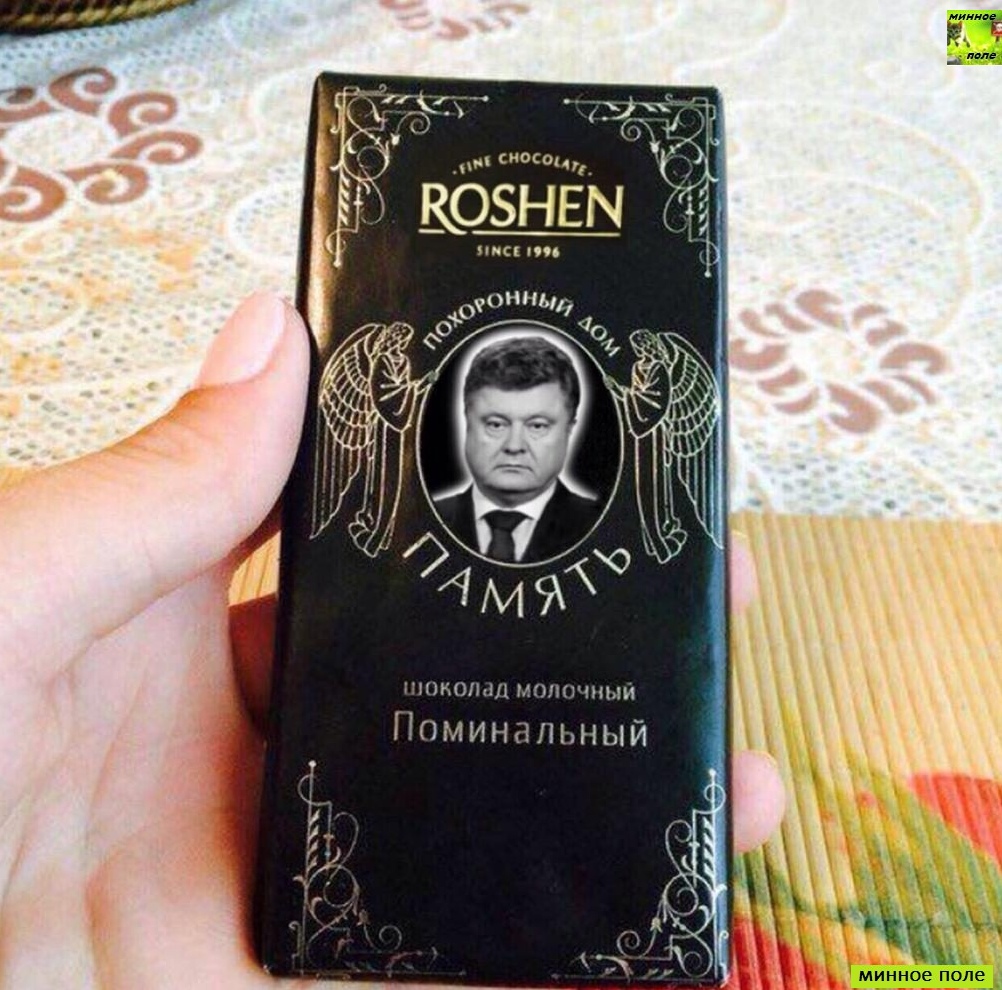 минное
поле
· FINE CHOCOLATE ·
ROSHEN
SINCE 1996
ПОХОРОННЫЙ ДОМ
ПАМЯТЬ
шоколад молочный
Поминальный
минное поле